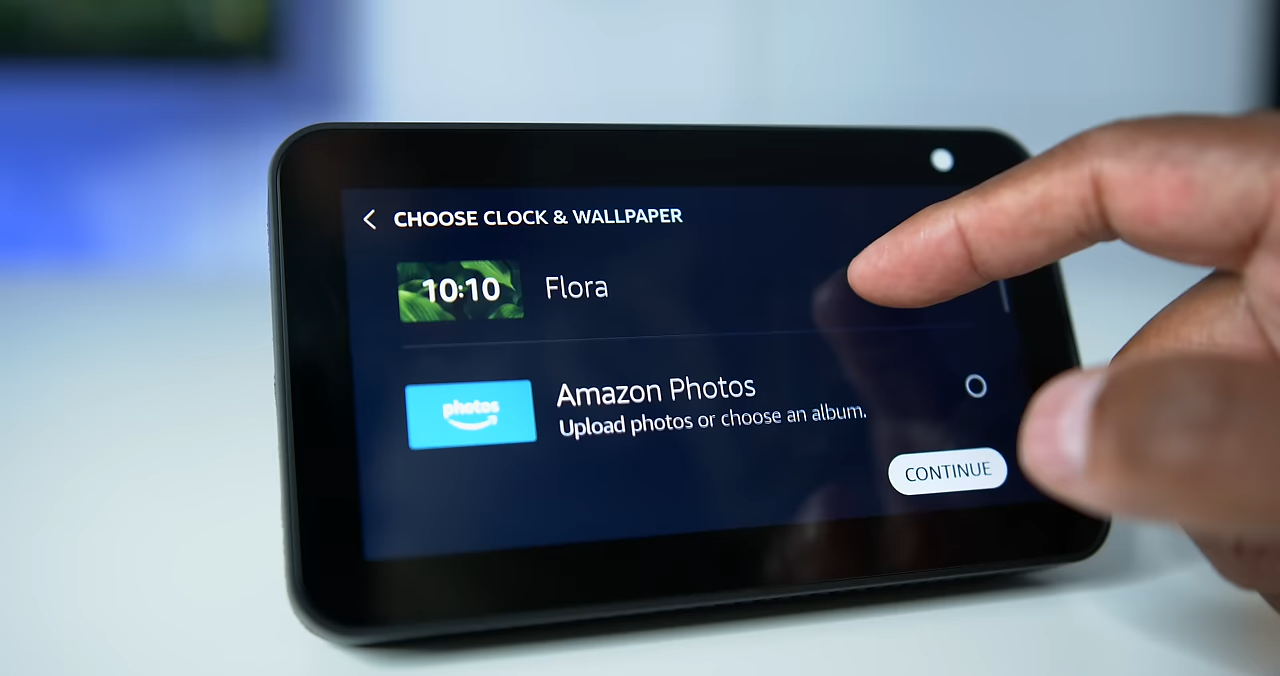 CHOOSE CLOCK & WALLPAPER
10:10
Flora
photos
Amazon Photos
Upload photos or choose an album.
CONTINUE